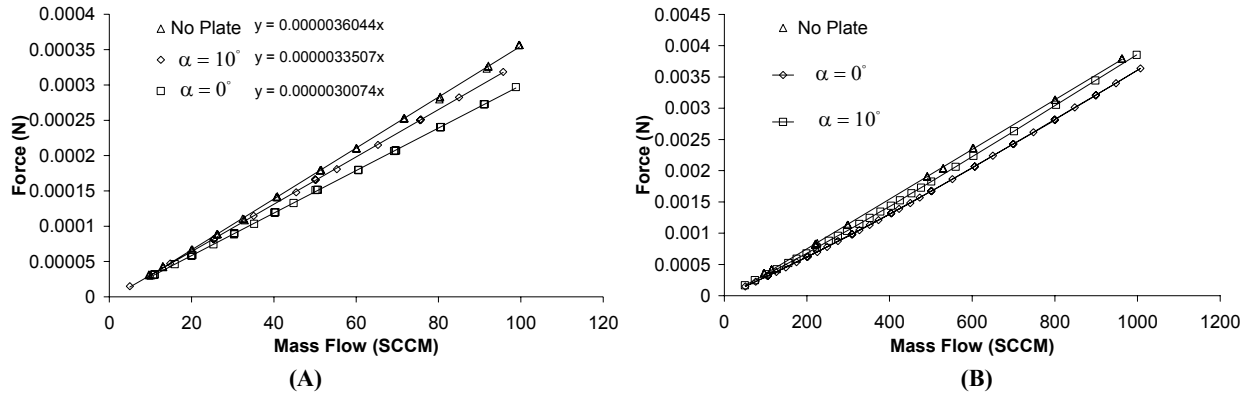 0.0004
0.00035
0.0003
0.00025
0.0002
0.00015
0.0001
0.00005
0
Force (N)
No Plate y = 0.0000036044x
α = 10° y = 0.0000033507x
α = 0° y = 0.0000030074x
0 20 40 60 80 100 120
Mass Flow (SCCM)
(A)
0.0045
0.004
0.0035
0.003
0.0025
0.002
0.0015
0.001
0.0005
0
Force (N)
No Plate
α = 0°
α = 10°
0 200 400 600 800 1000 1200
Mass Flow (SCCM)
(B)